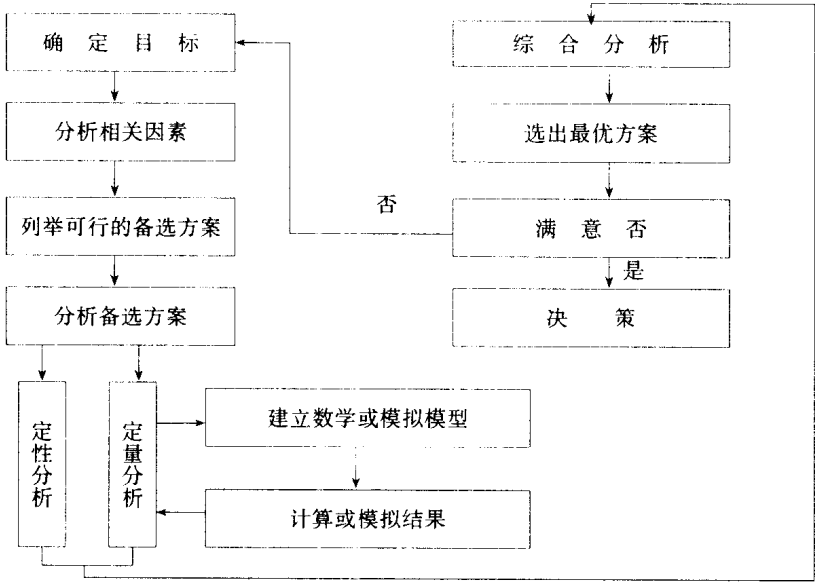 确定目标
分析相关因素
列举可行的备选方案
分析备选方案
定性分析
定量分析
建立数学或模拟模型
计算或模拟结果
综合分析
选出最优方案
满意否
否
是
决策